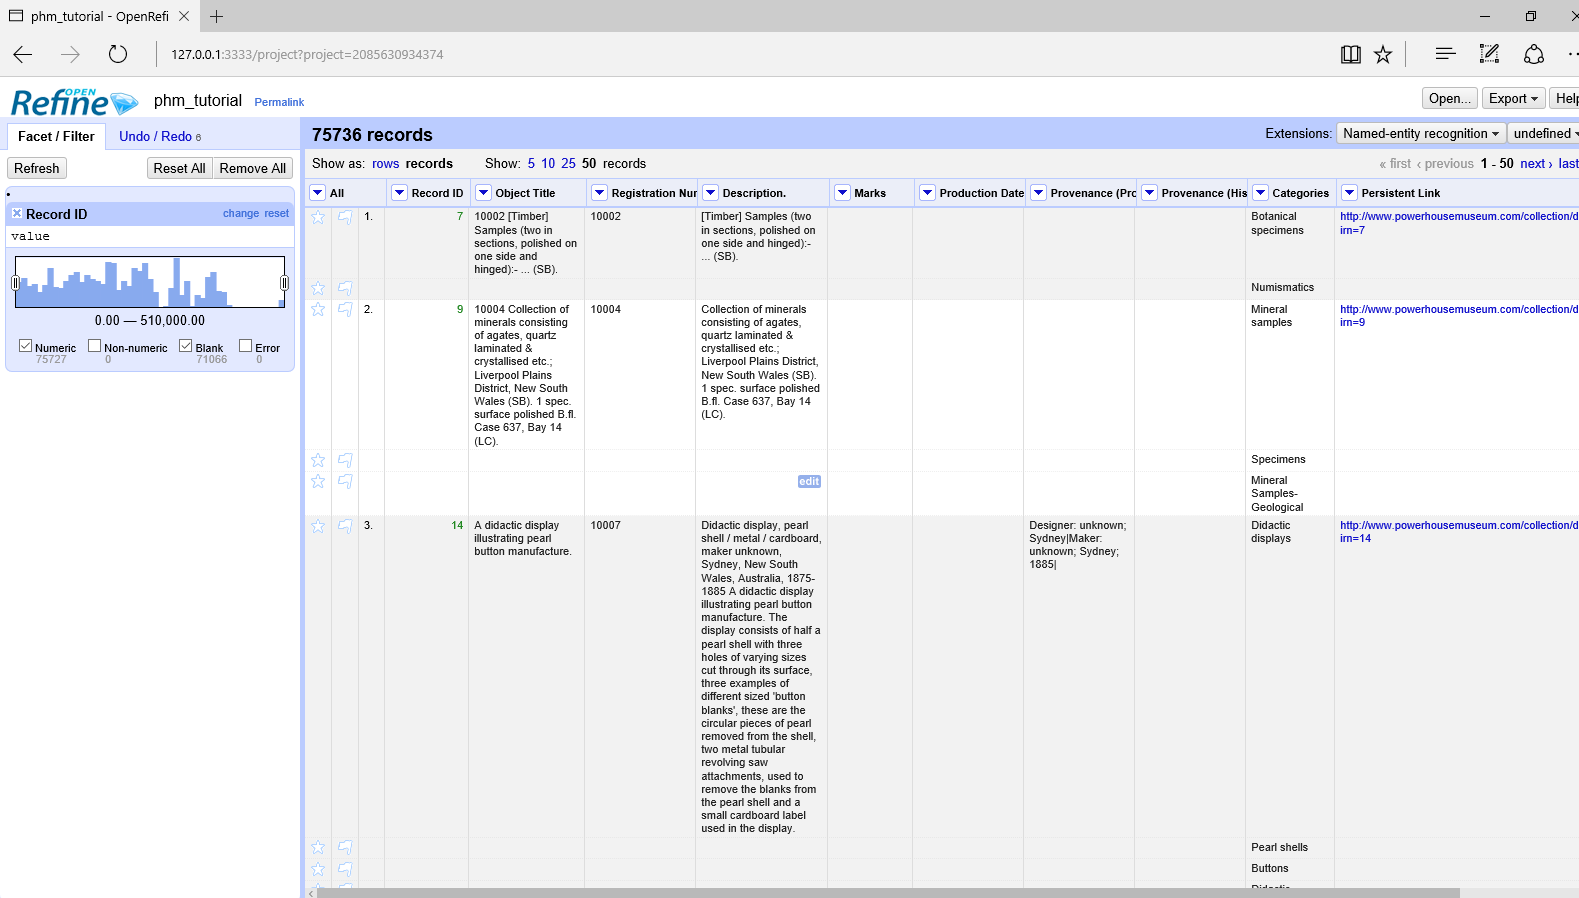 phm_tutorial - OpenRefi
127.0.0.1:3333/project?project=2085630934374
OPEN
Refine
phm_tutorial Permalink
Open... Export Help
Facet / Filter Undo / Redo 6
75736 records
Extensions: Named-entity recognition undefined
Refresh Reset All Remove All
Show as: rows records Show: 5 10 25 50 records
« first ‹ previous 1 - 50 next › last
Record ID change reset
value
0.00 — 510,000.00
Numeric Non-numeric Blank Error
75727 0 71066 0
All Record ID Object Title Registration Nur Description. Marks Production Date Provenance (Prc Provenance (His Categories Persistent Link
1. 7
10002 [Timber]
Samples (two in
sections, polished on
one side and
hinged):- ... (SB).
10002
[Timber] Samples (two
in sections, polished on
one side and hinged):-
... (SB).
Botanical
specimens
http://www.powerhousemuseum.com/collection/d
irn=7
Numismatics
2. 9
10004 Collection of
minerals consisting
of agates, quartz
laminated &
crystallised etc.;
Liverpool Plains
District, New South
Wales (SB). 1 spec.
surface polished B.fl.
Case 637, Bay 14
(LC).
10004
Collection of minerals
consisting of agates,
quartz laminated &
crystallised etc.;
Liverpool Plains District,
New South Wales (SB).
1 spec. surface polished
B.fl. Case 637, Bay 14
(LC).
Mineral
samples
http://www.powerhousemuseum.com/collection/d
irn=9
Specimens
edit
Mineral
Samples-
Geological
3. 14
A didactic display
illustrating pearl
button manufacture.
10007
Didactic display, pearl
shell / metal / cardboard,
maker unknown,
Sydney, New South
Wales, Australia, 1875-
1885 A didactic display
illustrating pearl button
manufacture. The
display consists of half a
pearl shell with three
holes of varying sizes
cut through its surface,
three examples of
different sized 'button
blanks', these are the
circular pieces of pearl
removed from the shell,
two metal tubular
revolving saw
attachments, used to
remove the blanks from
the pearl shell and a
small cardboard label
used in the display.
Designer: unknown;
Sydney|Maker:
unknown; Sydney;
1885|
Didactic
displays
http://www.powerhousemuseum.com/collection/d
irn=14
Pearl shells
Buttons
Didactic